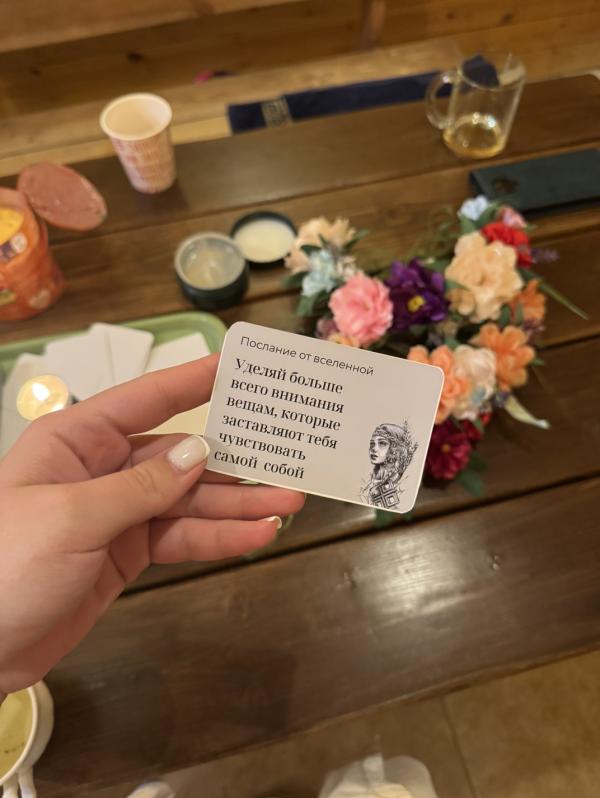 Послание от вселенной
Уделяй больше
всего внимания
вещам, которые
заставляют тебя
чувствовать
самой собой